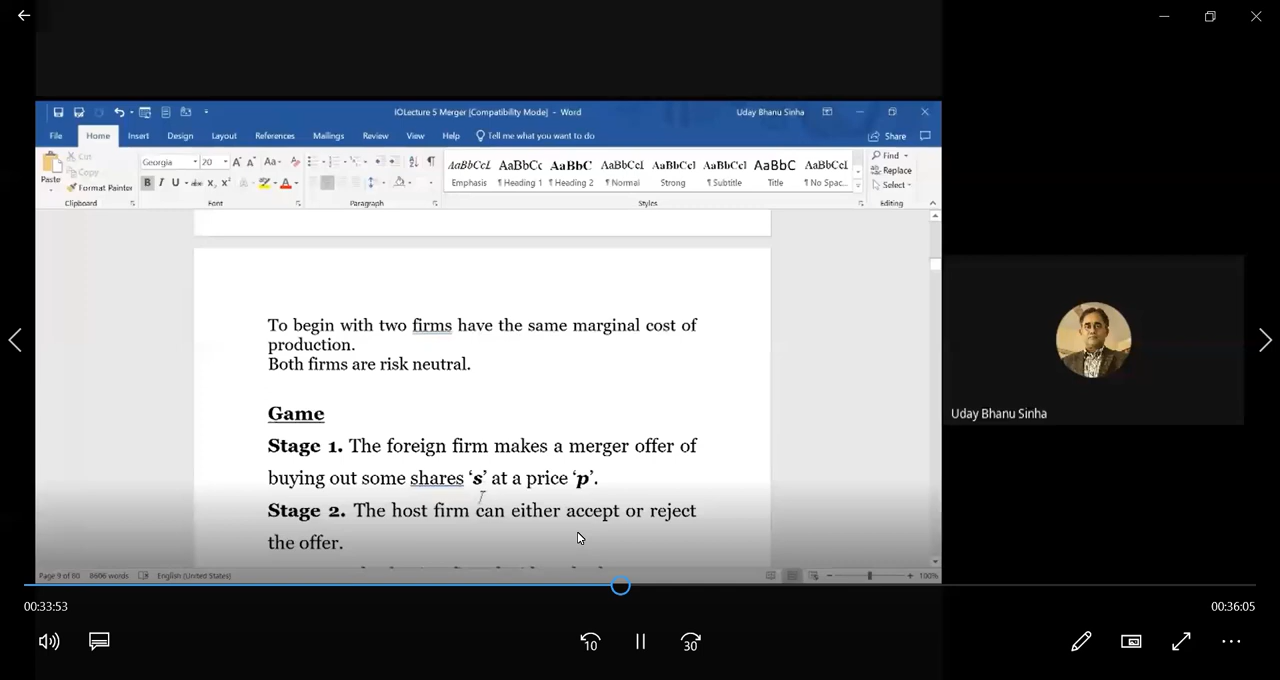 IOLecture 5 Merger [Compatibility Mode] - Word
Uday Bhanu Sinha
File Home Insert Design Layout References Mailings Review View Help Tell me what you want to do Share
Paste
Cut
Copy
Format Painter
Clipboard
Georgia 20
Font
Paragraph
AaBbCcL AaBbCc AaBbC AaBbCcL AaBbCcl AaBbCcL AaBbC AaBbCcL
Emphasis ¶ Heading 1 ¶ Heading 2 ¶ Normal Strong ¶ Subtitle Title ¶ No Spac...
Styles
Find
Replace
Select
Editing
To begin with two firms have the same marginal cost of
production.
Both firms are risk neutral.
Game
Stage 1. The foreign firm makes a merger offer of
buying out some shares ‘s’ at a price ‘p’.
Stage 2. The host firm can either accept or reject
the offer.
Uday Bhanu Sinha
Page 9 of 60 8606 words English (United States) 100%
00:33:53 00:36:05
10 30